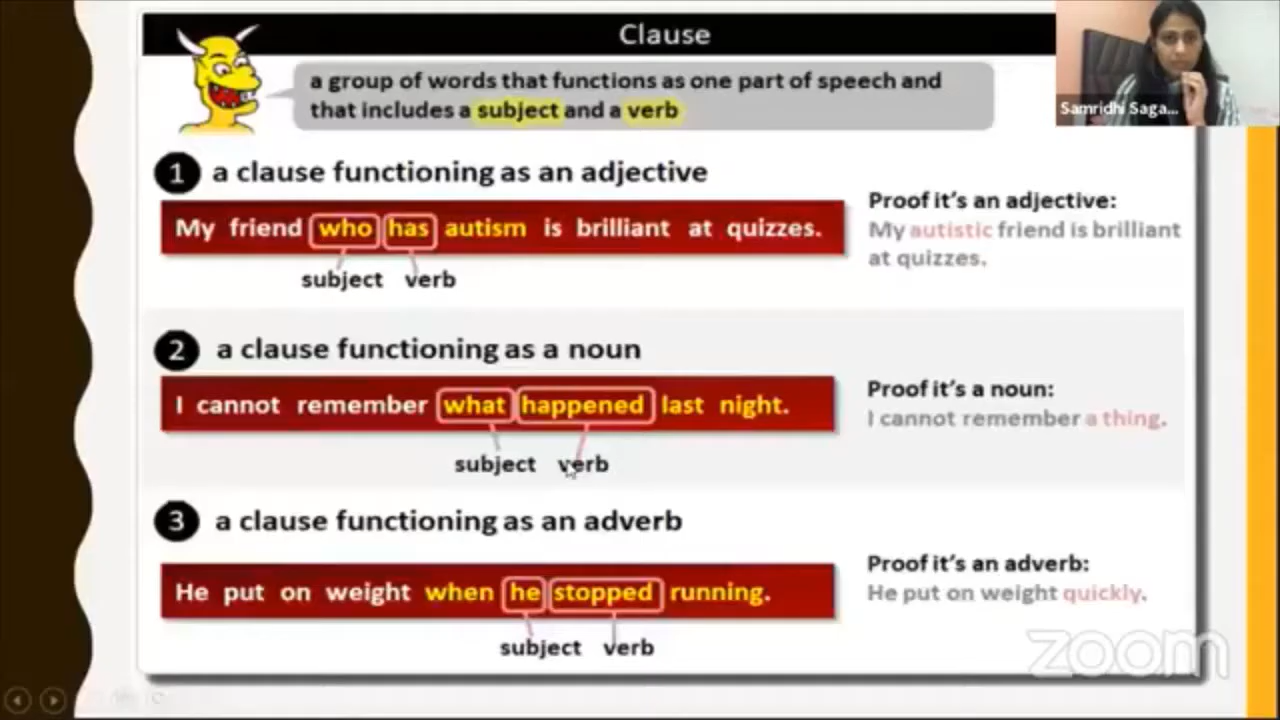 Clause
a group of words that functions as one part of speech and
that includes a subject and a verb
Samridhi Saga...
1 a clause functioning as an adjective
My friend who has autism is brilliant at quizzes.
subject verb
Proof it's an adjective:
My autistic friend is brilliant
at quizzes.
2 a clause functioning as a noun
I cannot remember what happened last night.
subject verb
Proof it's a noun:
I cannot remember a thing.
3 a clause functioning as an adverb
He put on weight when he stopped running.
subject verb
Proof it's an adverb:
He put on weight quickly.
zoom